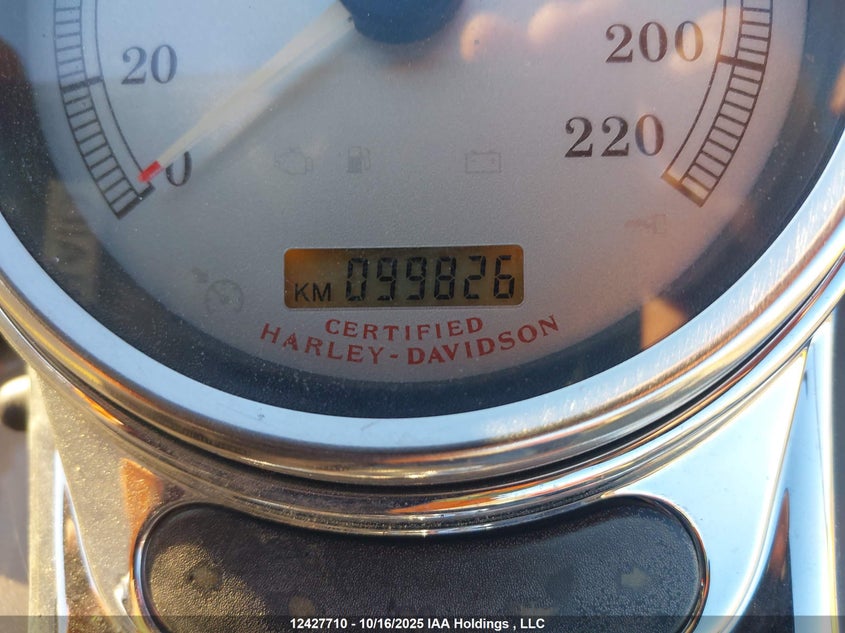 20
0
200
220
KM 099826
CERTIFIED
HARLEY-DAVIDSON
12427710 - 10/16/2025 IAA Holdings , LLC